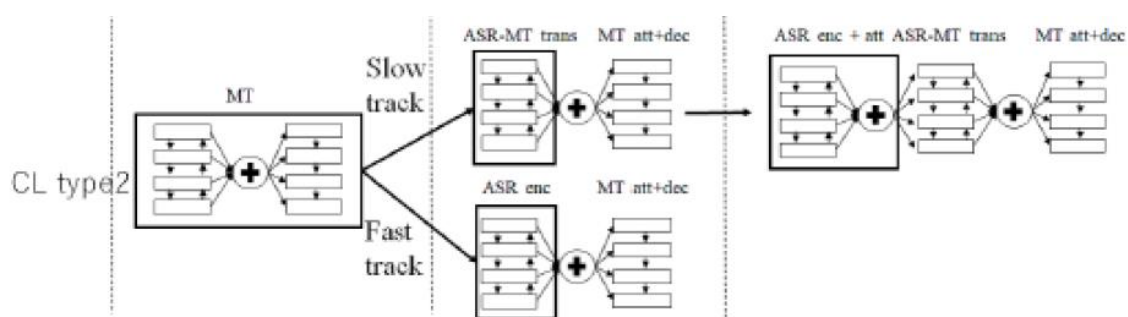 CL type2
MT
Slow
track
Fast
track
ASR-MT trans MT att+dec
ASR enc MT att+dec
ASR enc + att ASR-MT trans MT att+dec